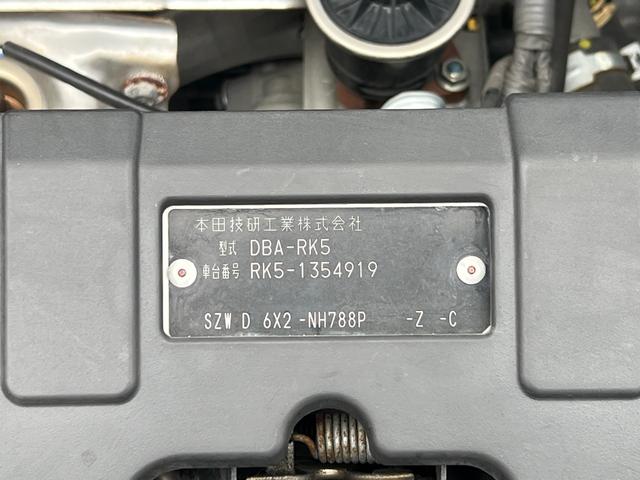 本田技研工業株式会社
型式 DBA-RK5
車台番号 RK5-1354919
SZW D 6X2 -NH788P -Z -C